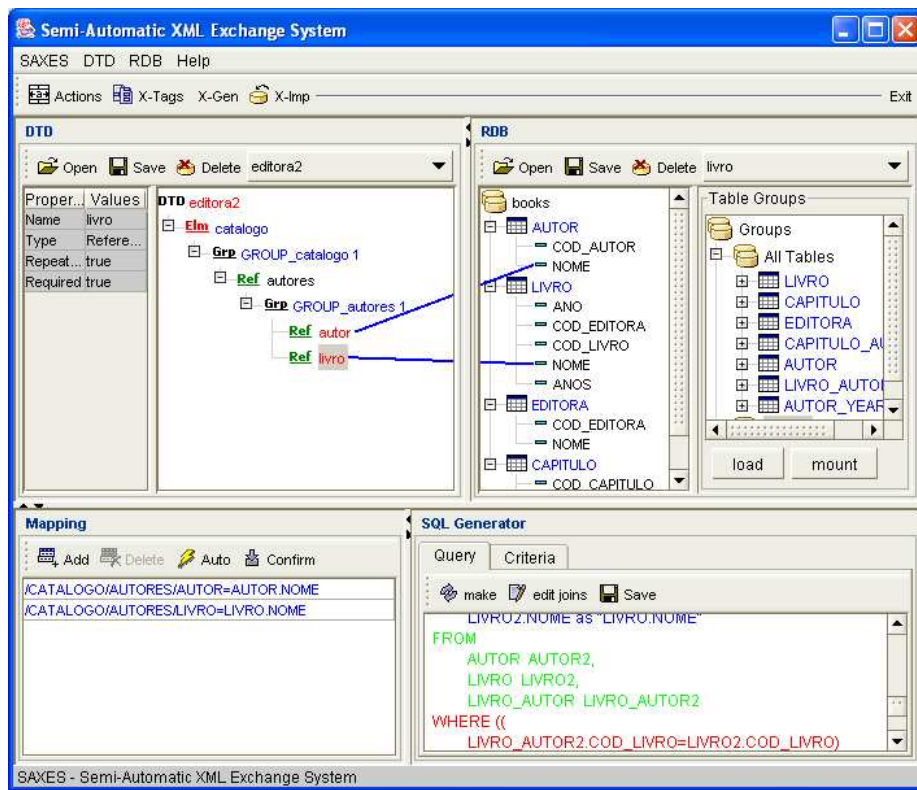 Semi-Automatic XML Exchange System
SAXES DTD RDB Help
Actions X-Tags X-Gen X-Imp Exit
DTD
Open Save Delete editora2
Proper... Values
Name livro
Type Refere...
Repeat... true
Required true
DTD editora2
Elm catalogo
Grp GROUP_catalogo 1
Ref autores
Grp GROUP_autores 1
Ref autor
Ref livro
RDB
Open Save Delete livro
books
AUTOR
COD_AUTOR
NOME
LIVRO
ANO
COD_EDITORA
COD_LIVRO
NOME
ANOS
EDITORA
COD_EDITORA
NOME
CAPITULO
COD_CAPITULO
Table Groups
Groups
All Tables
LIVRO
CAPITULO
EDITORA
CAPITULO_AU
AUTOR
LIVRO_AUTOI
AUTOR_YEAR
load mount
Mapping
Add Delete Auto Confirm
/CATALOGO/AUTORES/AUTOR=AUTOR.NOME
/CATALOGO/AUTORES/LIVRO=LIVRO.NOME
SQL Generator
Query Criteria
make edit joins Save
LIVRO2.NOME as "LIVRO.NOME"
FROM
AUTOR AUTOR2,
LIVRO LIVRO2,
LIVRO_AUTOR LIVRO_AUTOR2
WHERE ((
LIVRO_AUTOR2.COD_LIVRO=LIVRO2.COD_LIVRO)
SAXES - Semi-Automatic XML Exchange System